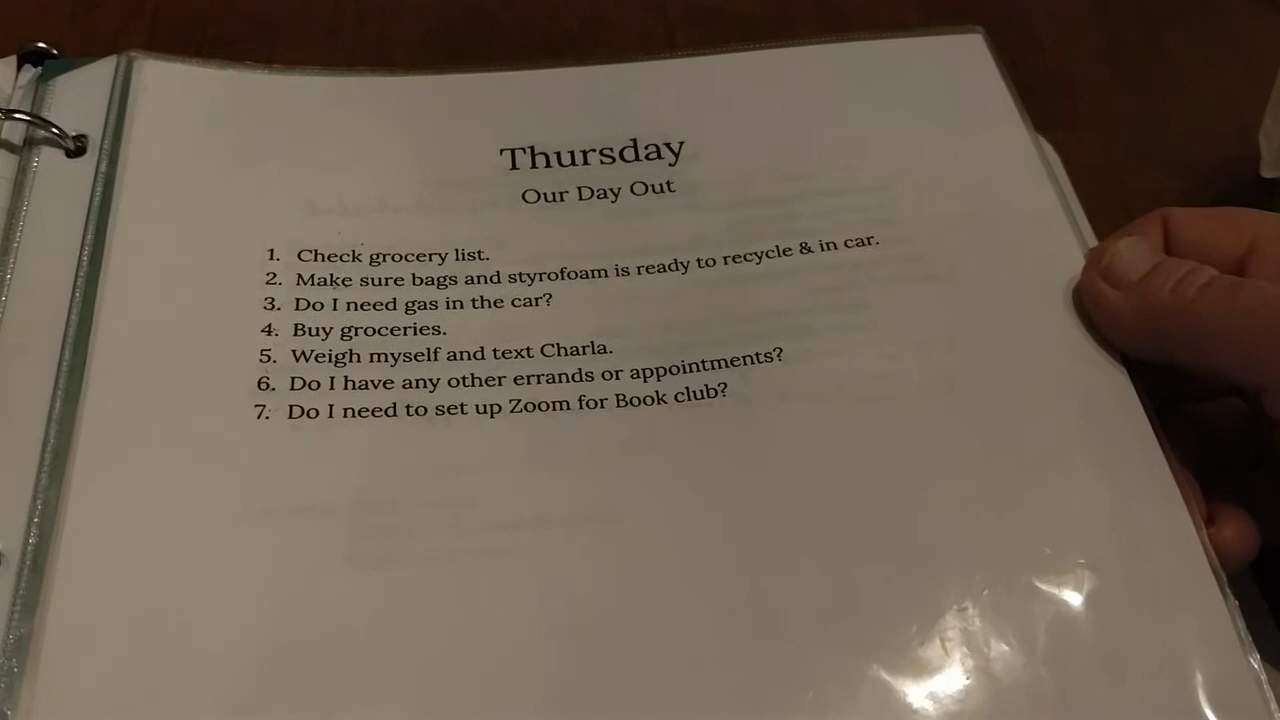 Thursday
Our Day Out
1. Check grocery list.
2. Make sure bags and styrofoam is ready to recycle & in car.
3. Do I need gas in the car?
4. Buy groceries.
5. Weigh myself and text Charla.
6. Do I have any other errands or appointments?
7. Do I need to set up Zoom for Book club?